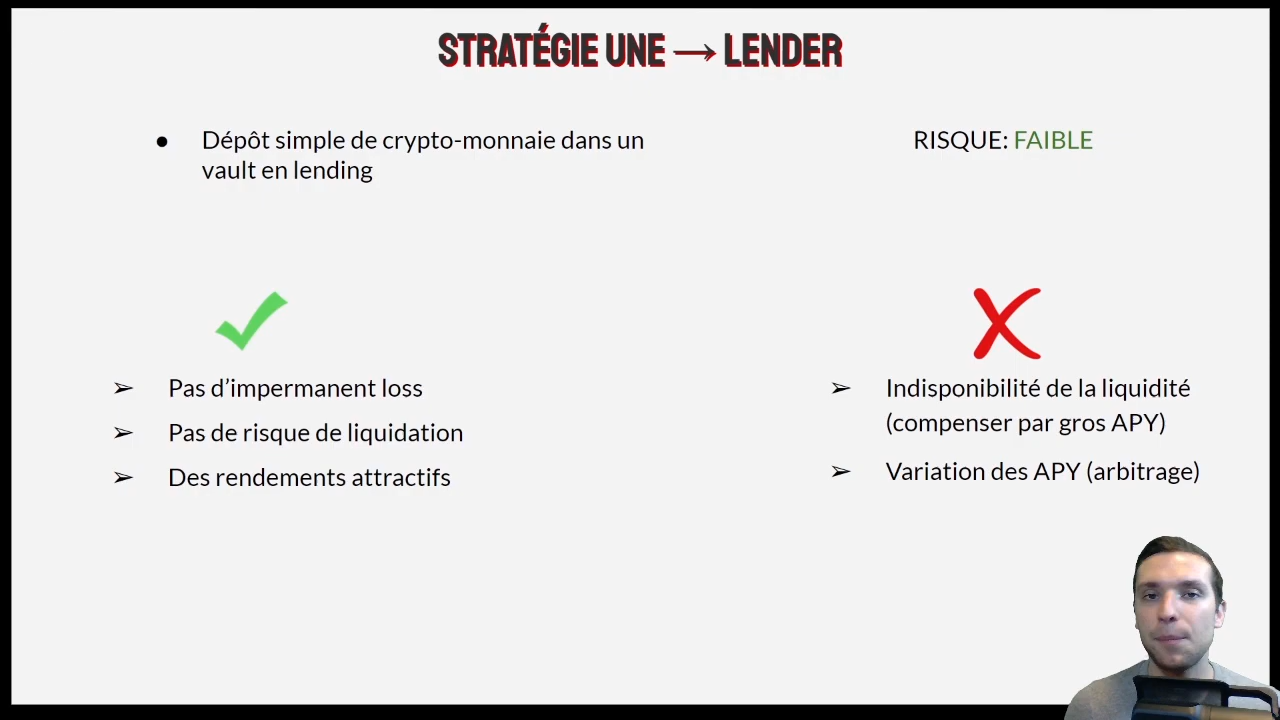 STRATÉGIE UNE → LENDER
● Dépôt simple de crypto-monnaie dans un
vault en lending
RISQUE: FAIBLE
➢ Pas d’impermanent loss
➢ Pas de risque de liquidation
➢ Des rendements attractifs
➢ Indisponibilité de la liquidité
(compenser par gros APY)
➢ Variation des APY (arbitrage)